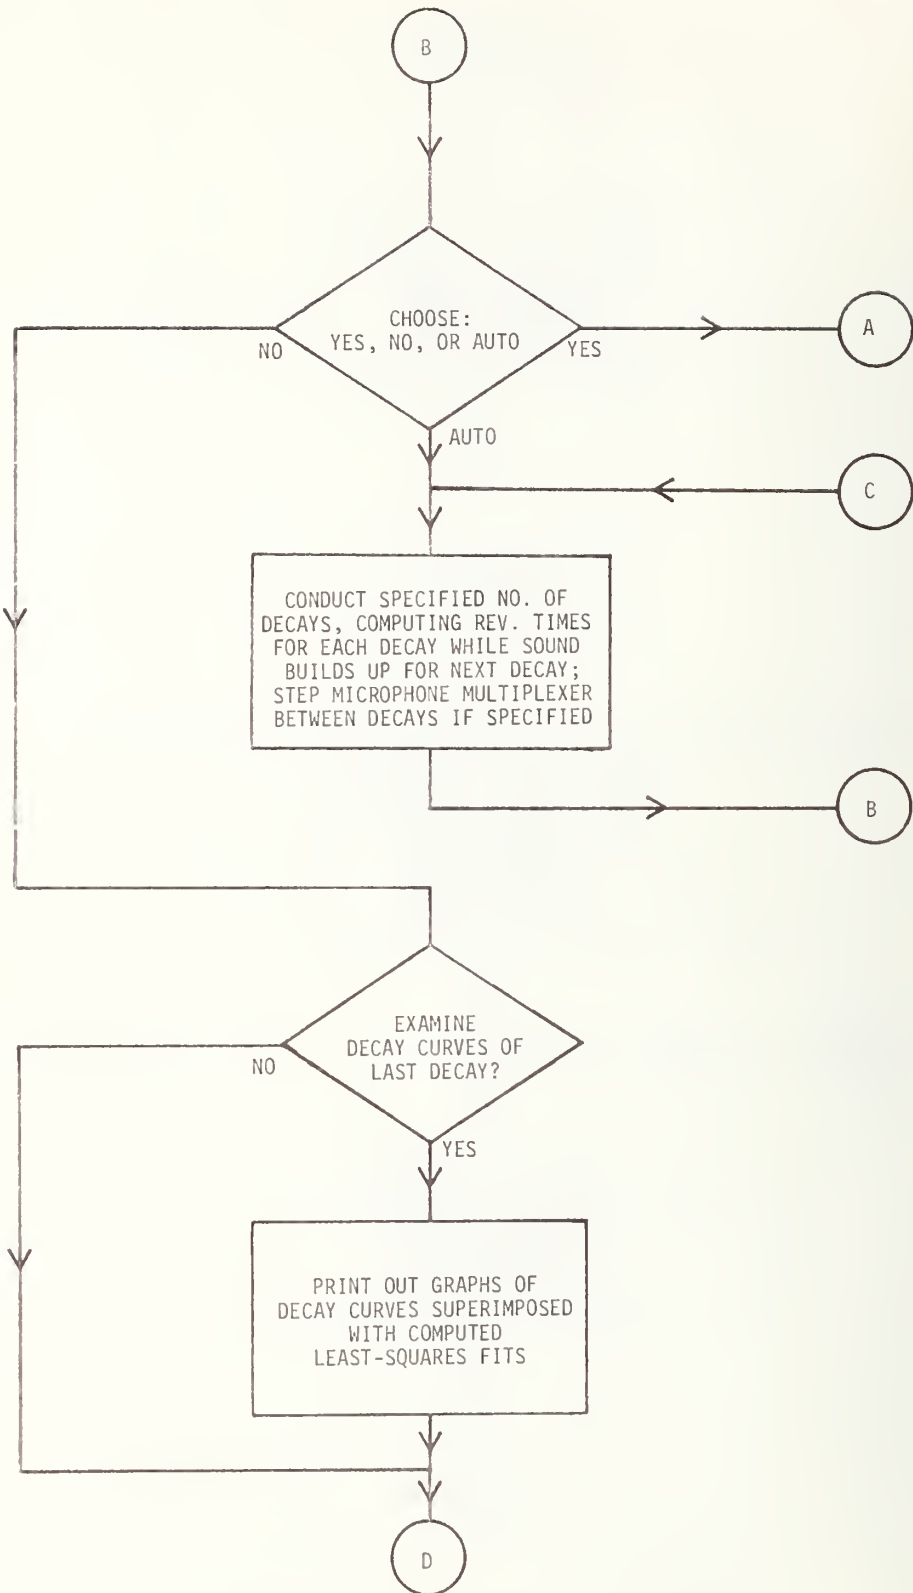 B
CHOOSE:
YES, NO, OR AUTO
NO
YES
A
AUTO
C
CONDUCT SPECIFIED NO. OF
DECAYS, COMPUTING REV. TIMES
FOR EACH DECAY WHILE SOUND
BUILDS UP FOR NEXT DECAY;
STEP MICROPHONE MULTIPLEXER
BETWEEN DECAYS IF SPECIFIED
B
EXAMINE
DECAY CURVES OF
LAST DECAY?
NO
YES
PRINT OUT GRAPHS OF
DECAY CURVES SUPERIMPOSED
WITH COMPUTED
LEAST-SQUARES FITS
D